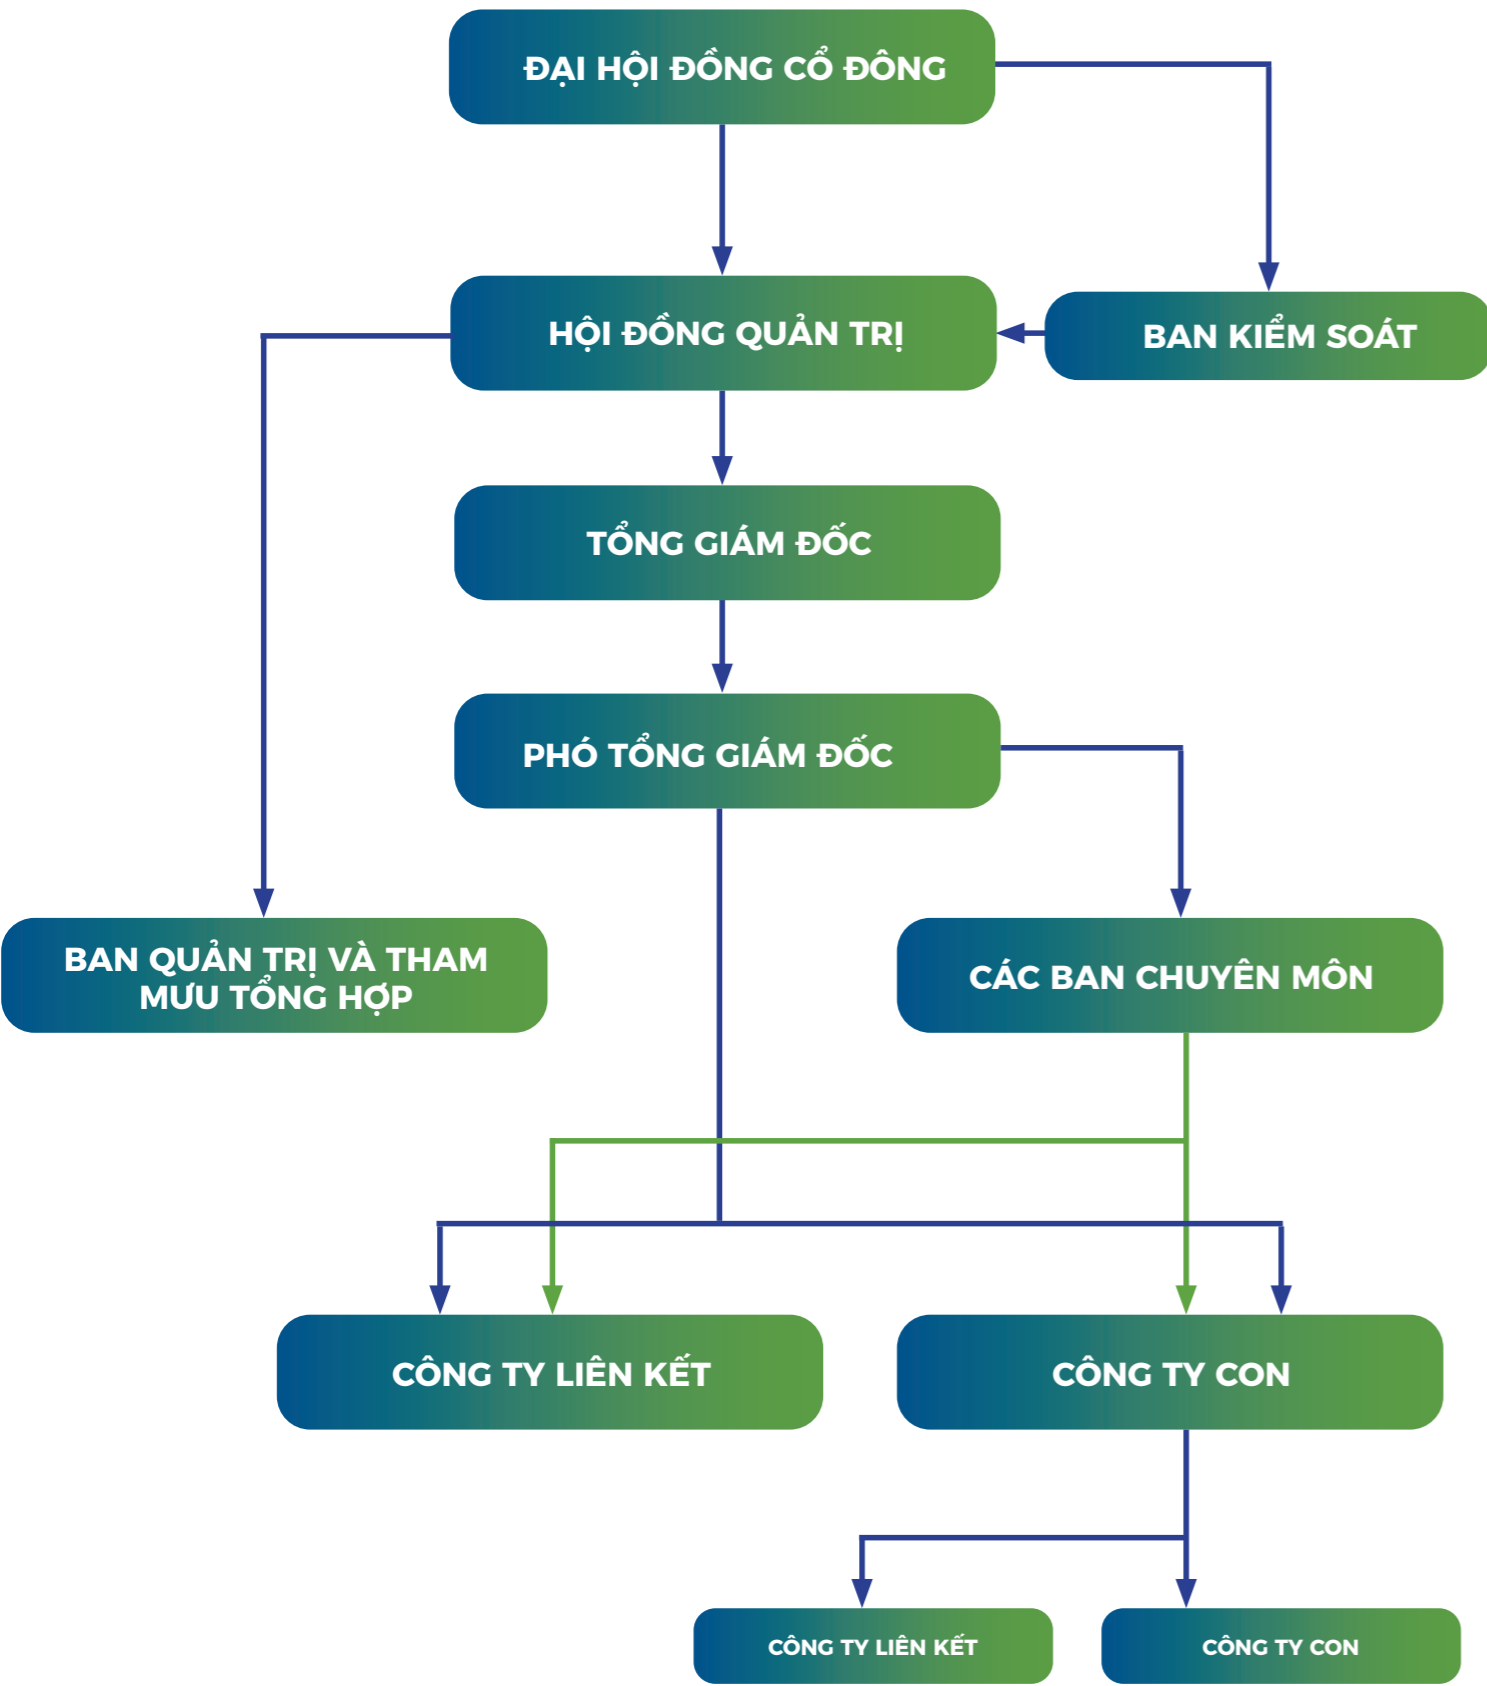 ĐẠI HỘI ĐỒNG CỔ ĐÔNG
HỘI ĐỒNG QUẢN TRỊ
BAN KIỂM SOÁT
TỔNG GIÁM ĐỐC
PHÓ TỔNG GIÁM ĐỐC
BAN QUẢN TRỊ VÀ THAM
MƯU TỔNG HỢP
CÁC BAN CHUYÊN MÔN
CÔNG TY LIÊN KẾT
CÔNG TY CON
CÔNG TY LIÊN KẾT
CÔNG TY CON